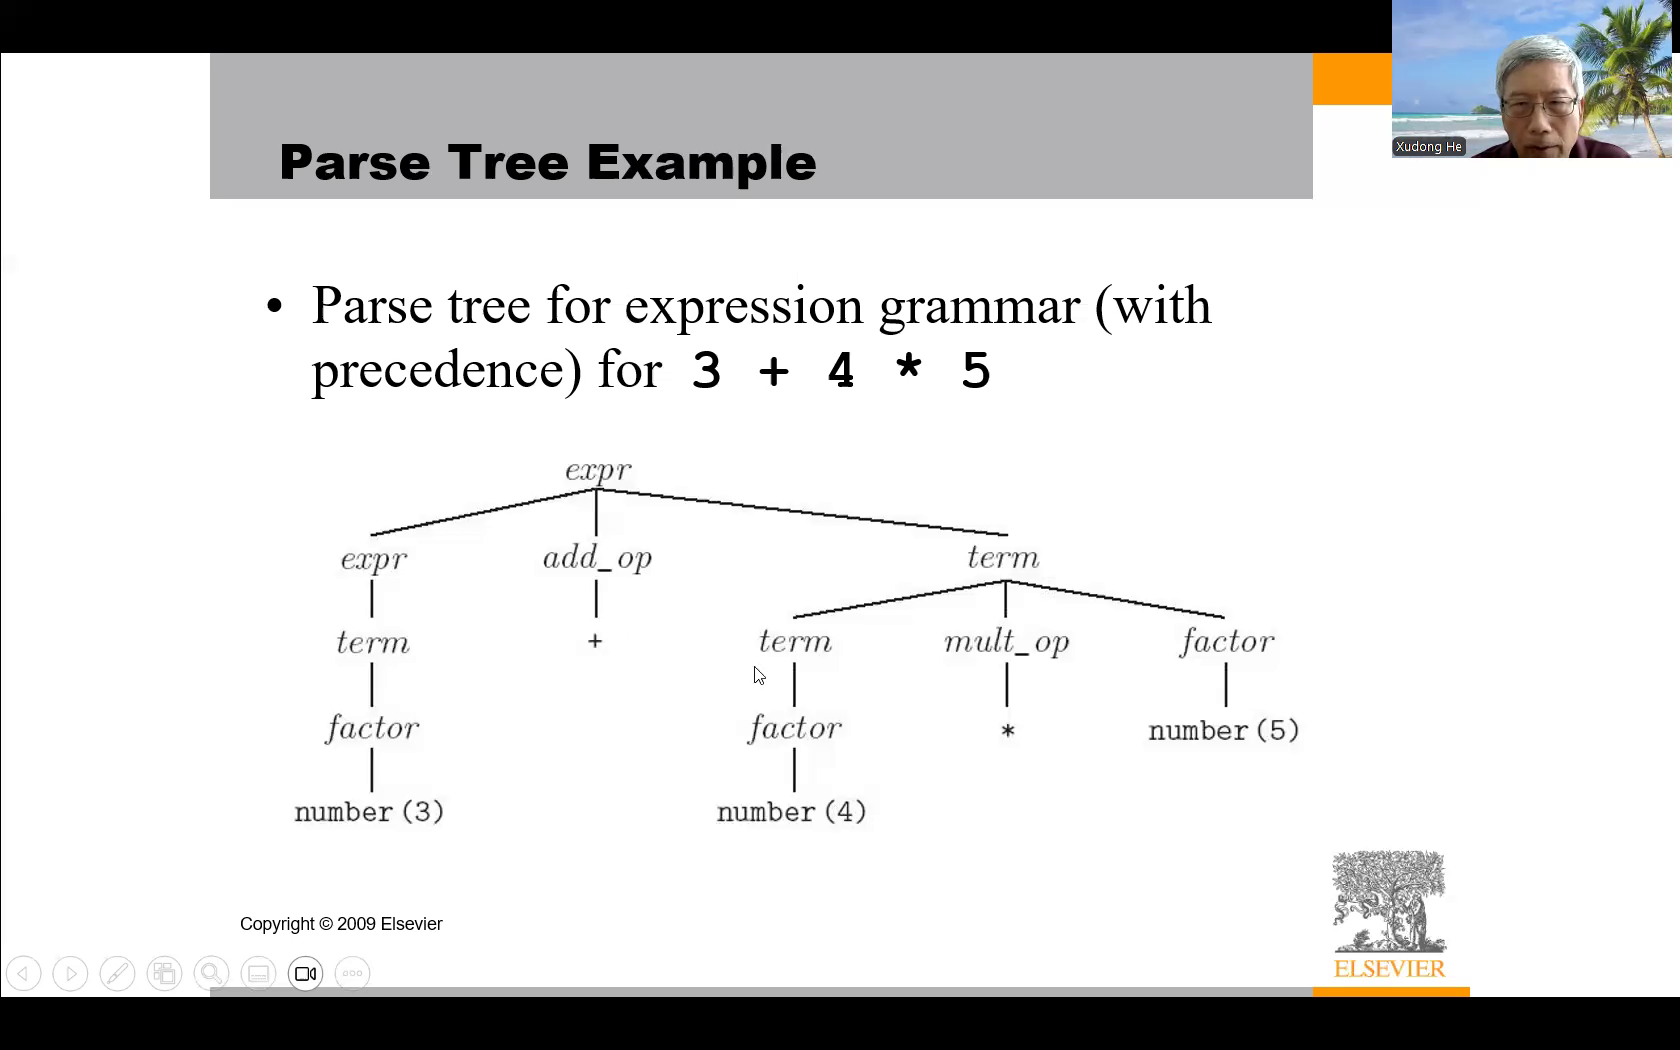 Xudong He
Parse Tree Example
• Parse tree for expression grammar (with
precedence) for 3 + 4 * 5
expr
expr add_op term
term + term mult_op factor
factor factor * number(5)
number(3) number(4)
Copyright © 2009 Elsevier
ELSEVIER